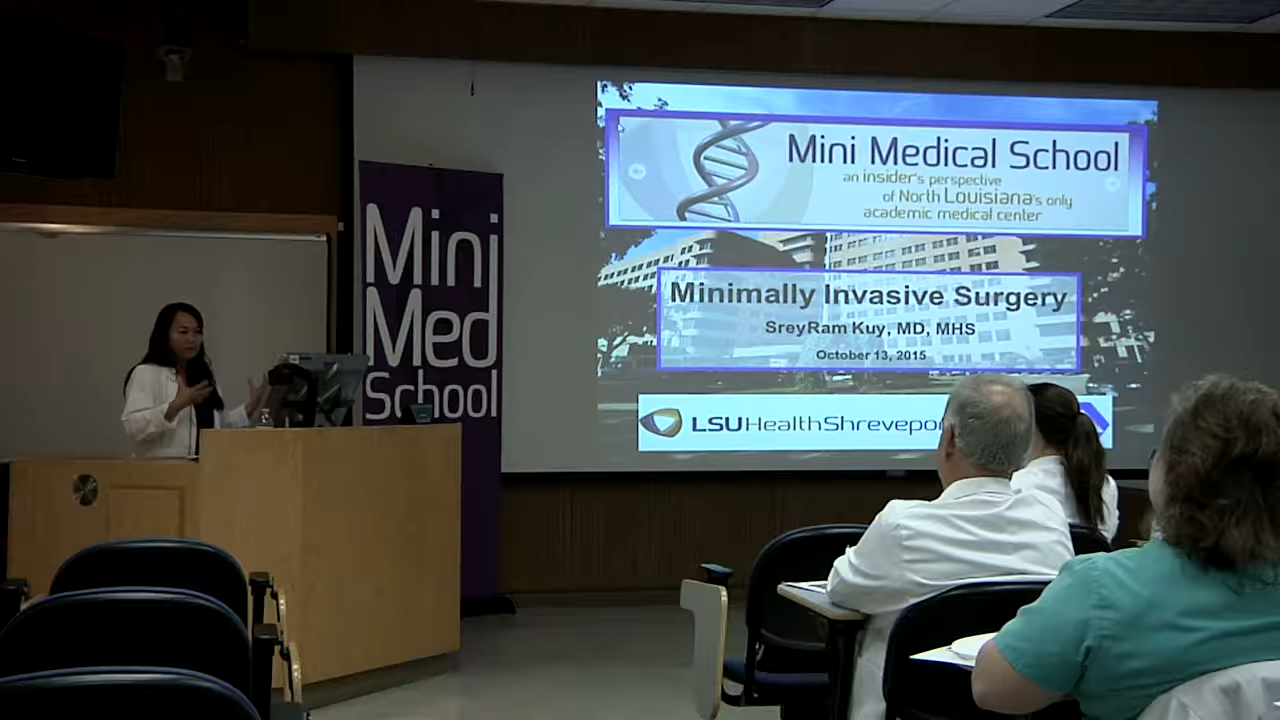 Mini
Med
School
Mini Medical School
an insider's perspective
of North Louisiana's only
academic medical center
Minimally Invasive Surgery
SreyRam Kuy, MD, MHS
October 13, 2015
LSUHealthShrevepor